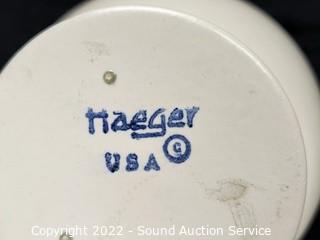 Haeger
USA ©
Copyright 2022 - Sound Auction Service